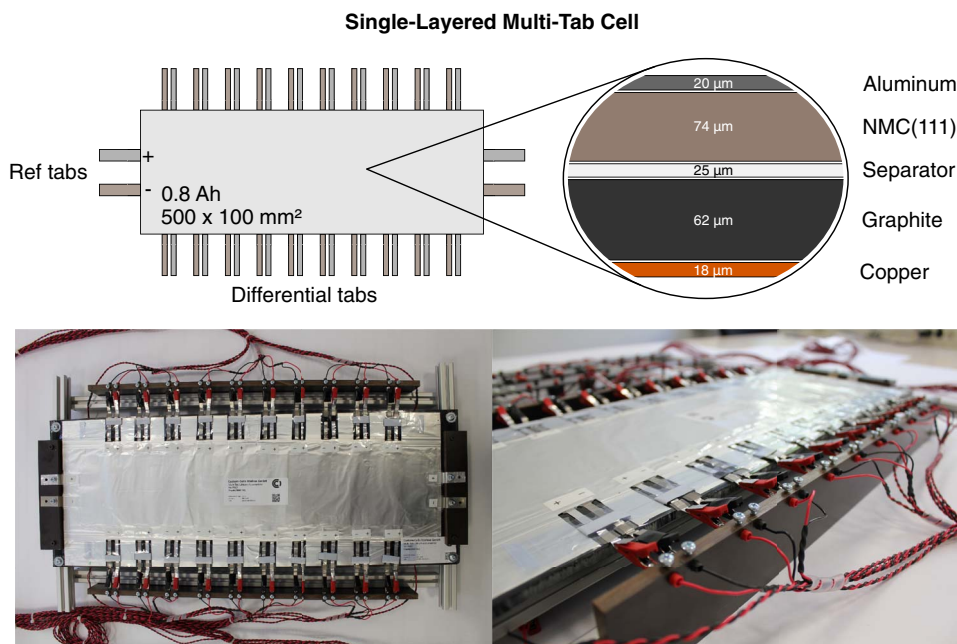 Single-Layered Multi-Tab Cell
20 µm
Aluminum
74 µm
NMC(111)
+
Ref tabs
25 µm
Separator
-
0.8 Ah
500 x 100 mm²
62 µm
Graphite
18 µm
Copper
Differential tabs